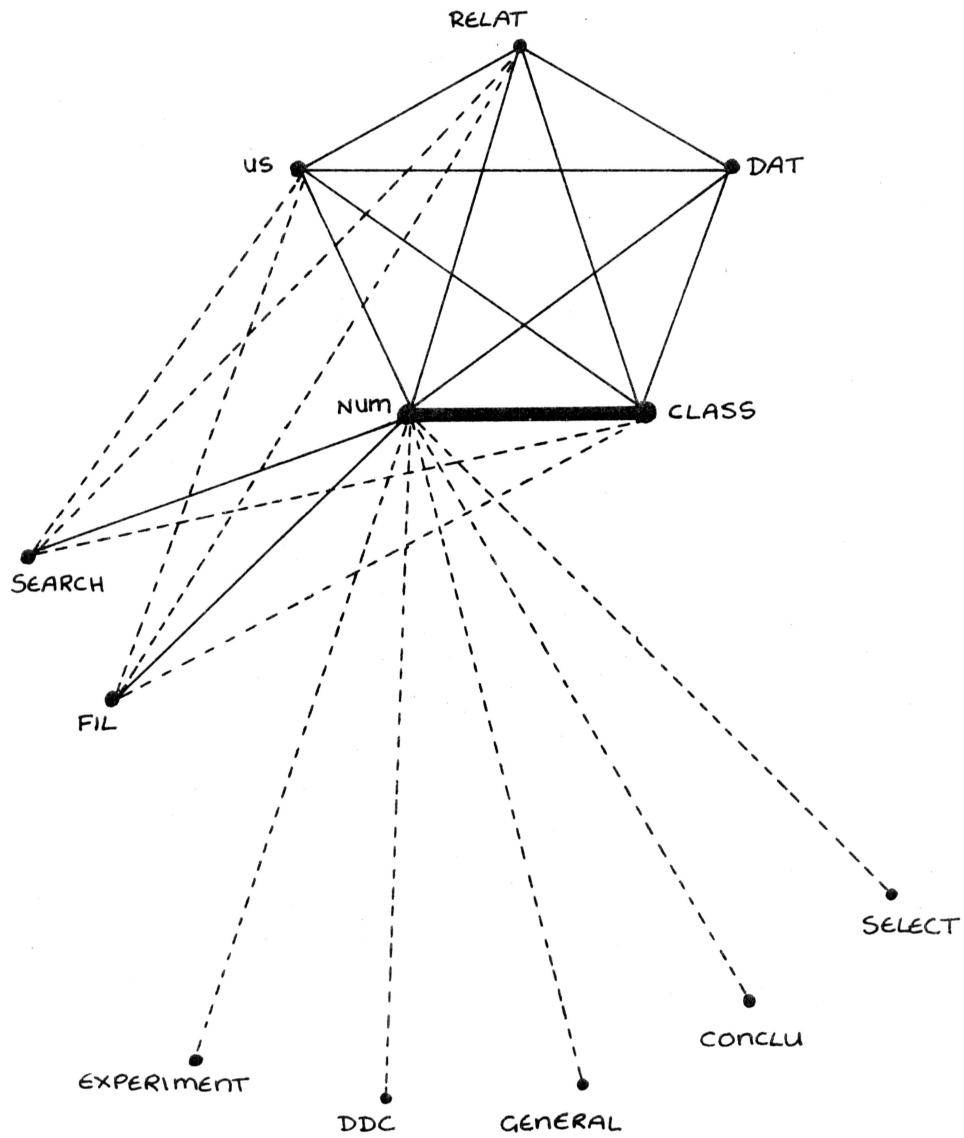 RELAT
US
DAT
NUM
CLASS
SEARCH
FIL
SELECT
CONCLU
EXPERIMENT
DDC
GENERAL